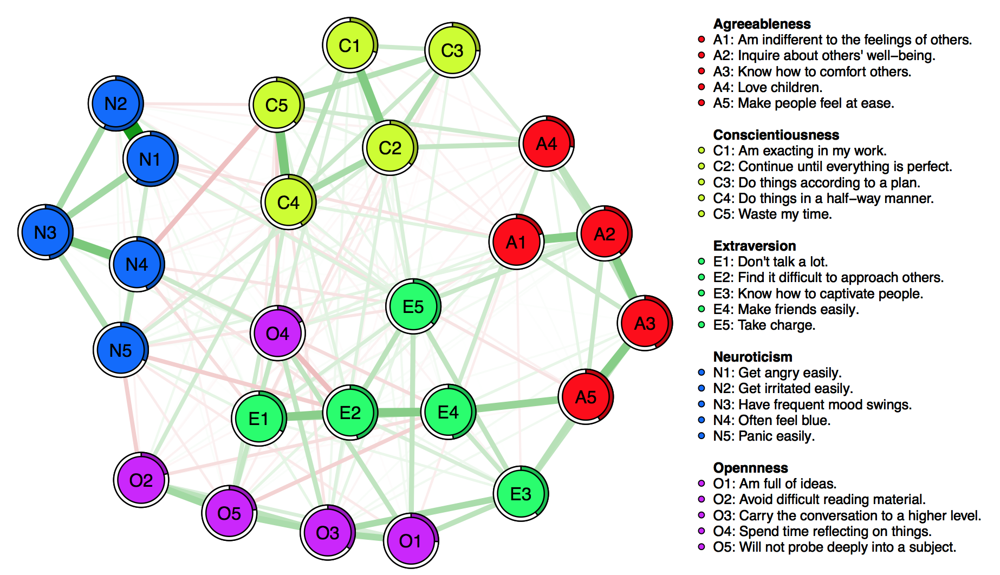 C1
C3
N2
C5
A4
C2
N1
C4
A2
N3
A1
N4
E5
A3
O4
N5
A5
E4
E2
E1
O2
E3
O5
O3
O1
Agreeableness
A1: Am indifferent to the feelings of others.
A2: Inquire about others' well–being.
A3: Know how to comfort others.
A4: Love children.
A5: Make people feel at ease.
Conscientiousness
C1: Am exacting in my work.
C2: Continue until everything is perfect.
C3: Do things according to a plan.
C4: Do things in a half–way manner.
C5: Waste my time.
Extraversion
E1: Don't talk a lot.
E2: Find it difficult to approach others.
E3: Know how to captivate people.
E4: Make friends easily.
E5: Take charge.
Neuroticism
N1: Get angry easily.
N2: Get irritated easily.
N3: Have frequent mood swings.
N4: Often feel blue.
N5: Panic easily.
Opennness
O1: Am full of ideas.
O2: Avoid difficult reading material.
O3: Carry the conversation to a higher level.
O4: Spend time reflecting on things.
O5: Will not probe deeply into a subject.